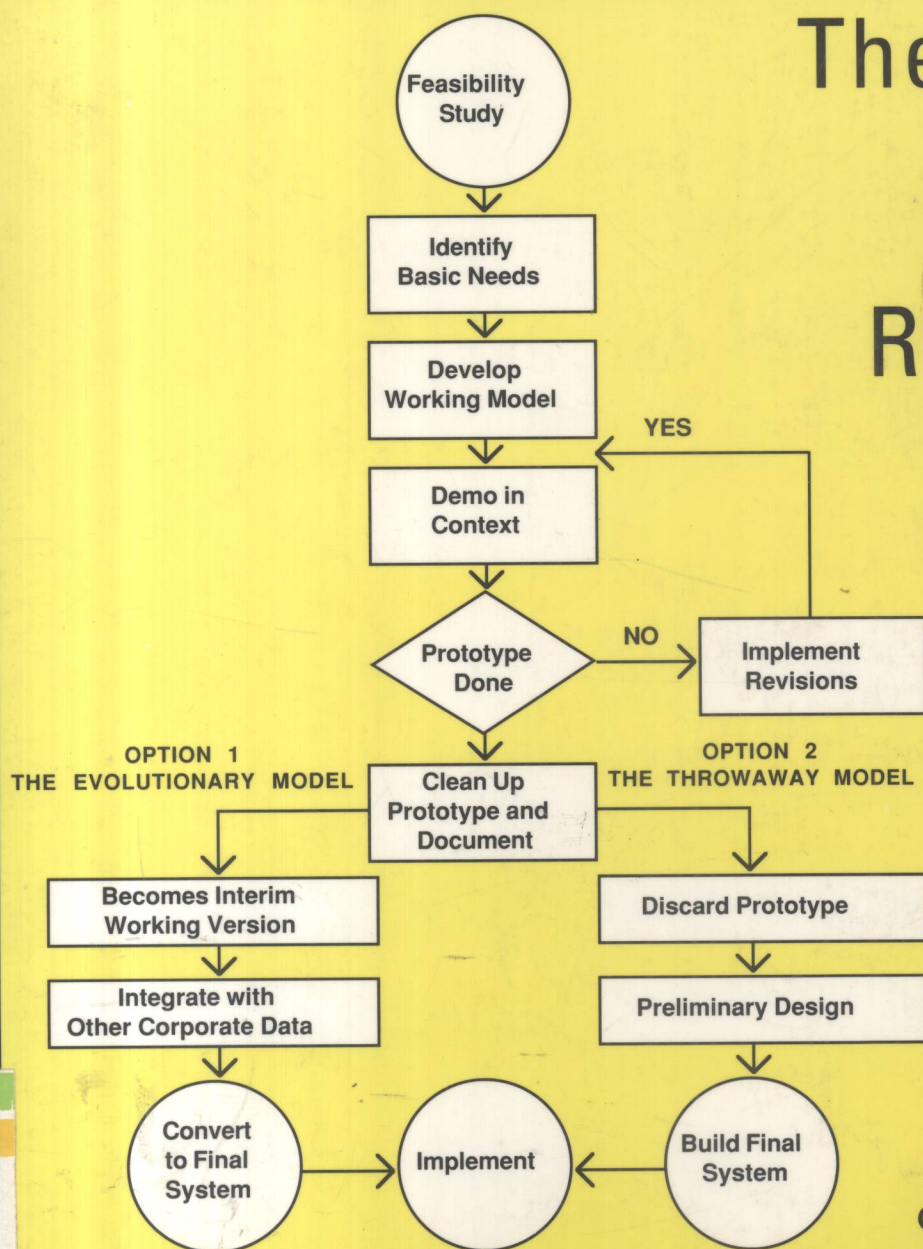 The
Feasibility
Study
Identify
Basic Needs
R
Develop
Working Model
YES
Demo in
Context
NO
Prototype
Done
Implement
Revisions
OPTION 1
THE EVOLUTIONARY MODEL
OPTION 2
THE THROWAWAY MODEL
Clean Up
Prototype and
Document
Becomes Interim
Working Version
Discard Prototype
Integrate with
Other Corporate Data
Preliminary Design
Convert
to Final
System
Implement
Build Final
System